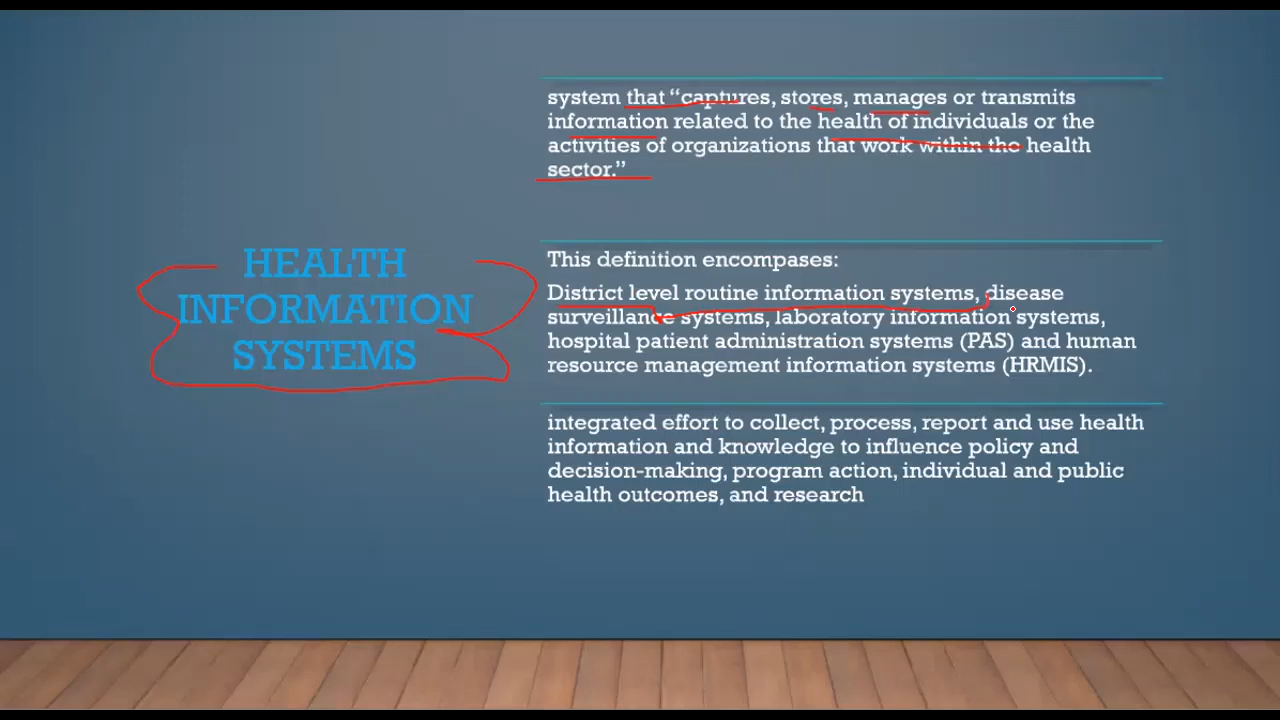 HEALTH
INFORMATION
SYSTEMS
system that “captures, stores, manages or transmits
information related to the health of individuals or the
activities of organizations that work within the health
sector.”
This definition encompases:
District level routine information systems, disease
surveillance systems, laboratory information systems,
hospital patient administration systems (PAS) and human
resource management information systems (HRMIS).
integrated effort to collect, process, report and use health
information and knowledge to influence policy and
decision-making, program action, individual and public
health outcomes, and research